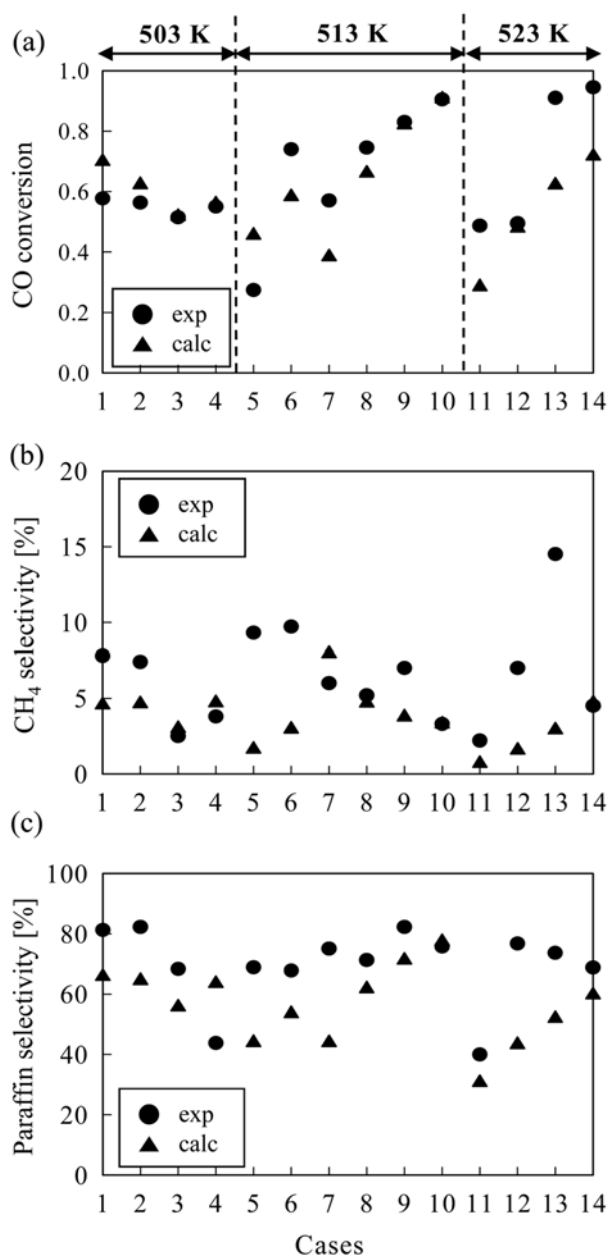 (a)
503 K 513 K 523 K
1.0
0.8
0.6
0.4
0.2
0.0
CO conversion
exp
calc
1 2 3 4 5 6 7 8 9 10 11 12 13 14
(b)
20
15
10
5
0
CH₄ selectivity [%]
exp
calc
1 2 3 4 5 6 7 8 9 10 11 12 13 14
(c)
100
80
60
40
20
0
Paraffin selectivity [%]
exp
calc
1 2 3 4 5 6 7 8 9 10 11 12 13 14
Cases